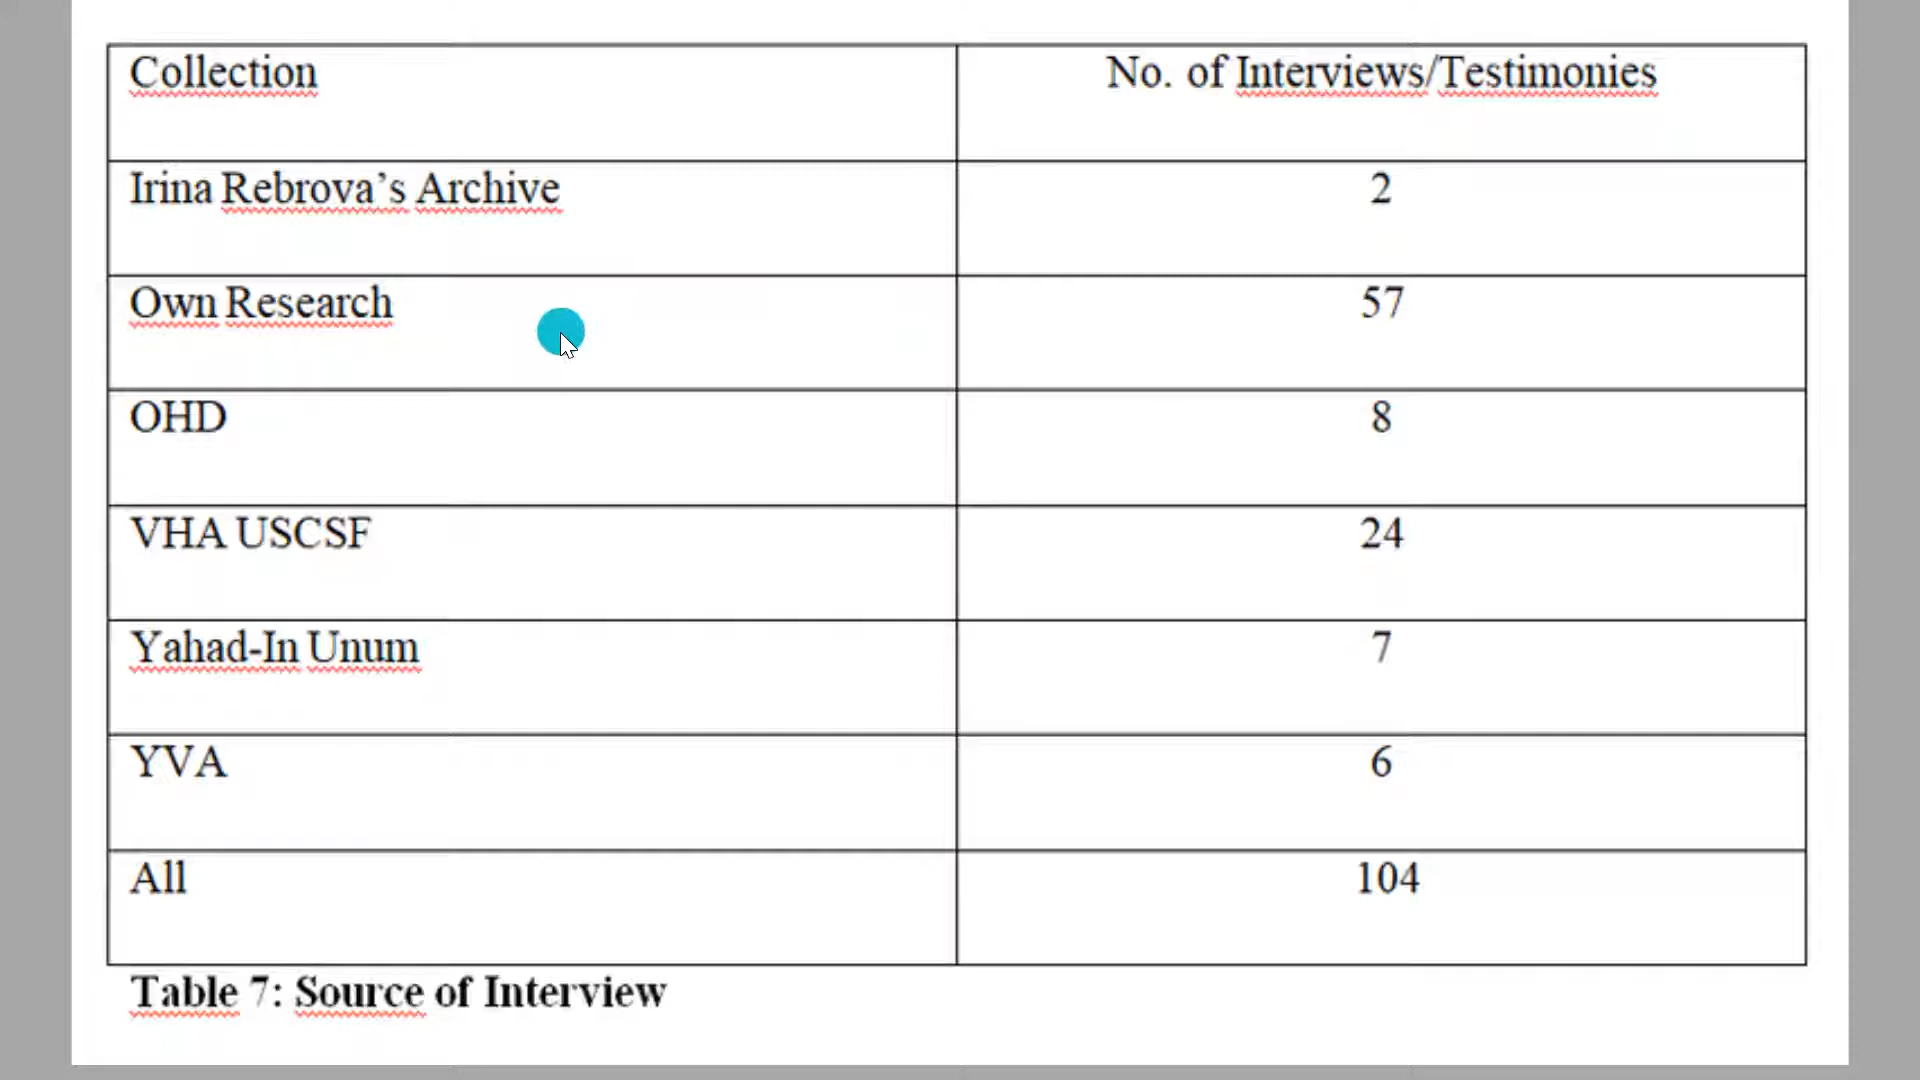 Collection No. of Interviews/Testimonies
Irina Rebrova’s Archive 2
Own Research 57
OHD 8
VHA USCSF 24
Yahad-In Unum 7
YVA 6
All 104
Table 7: Source of Interview